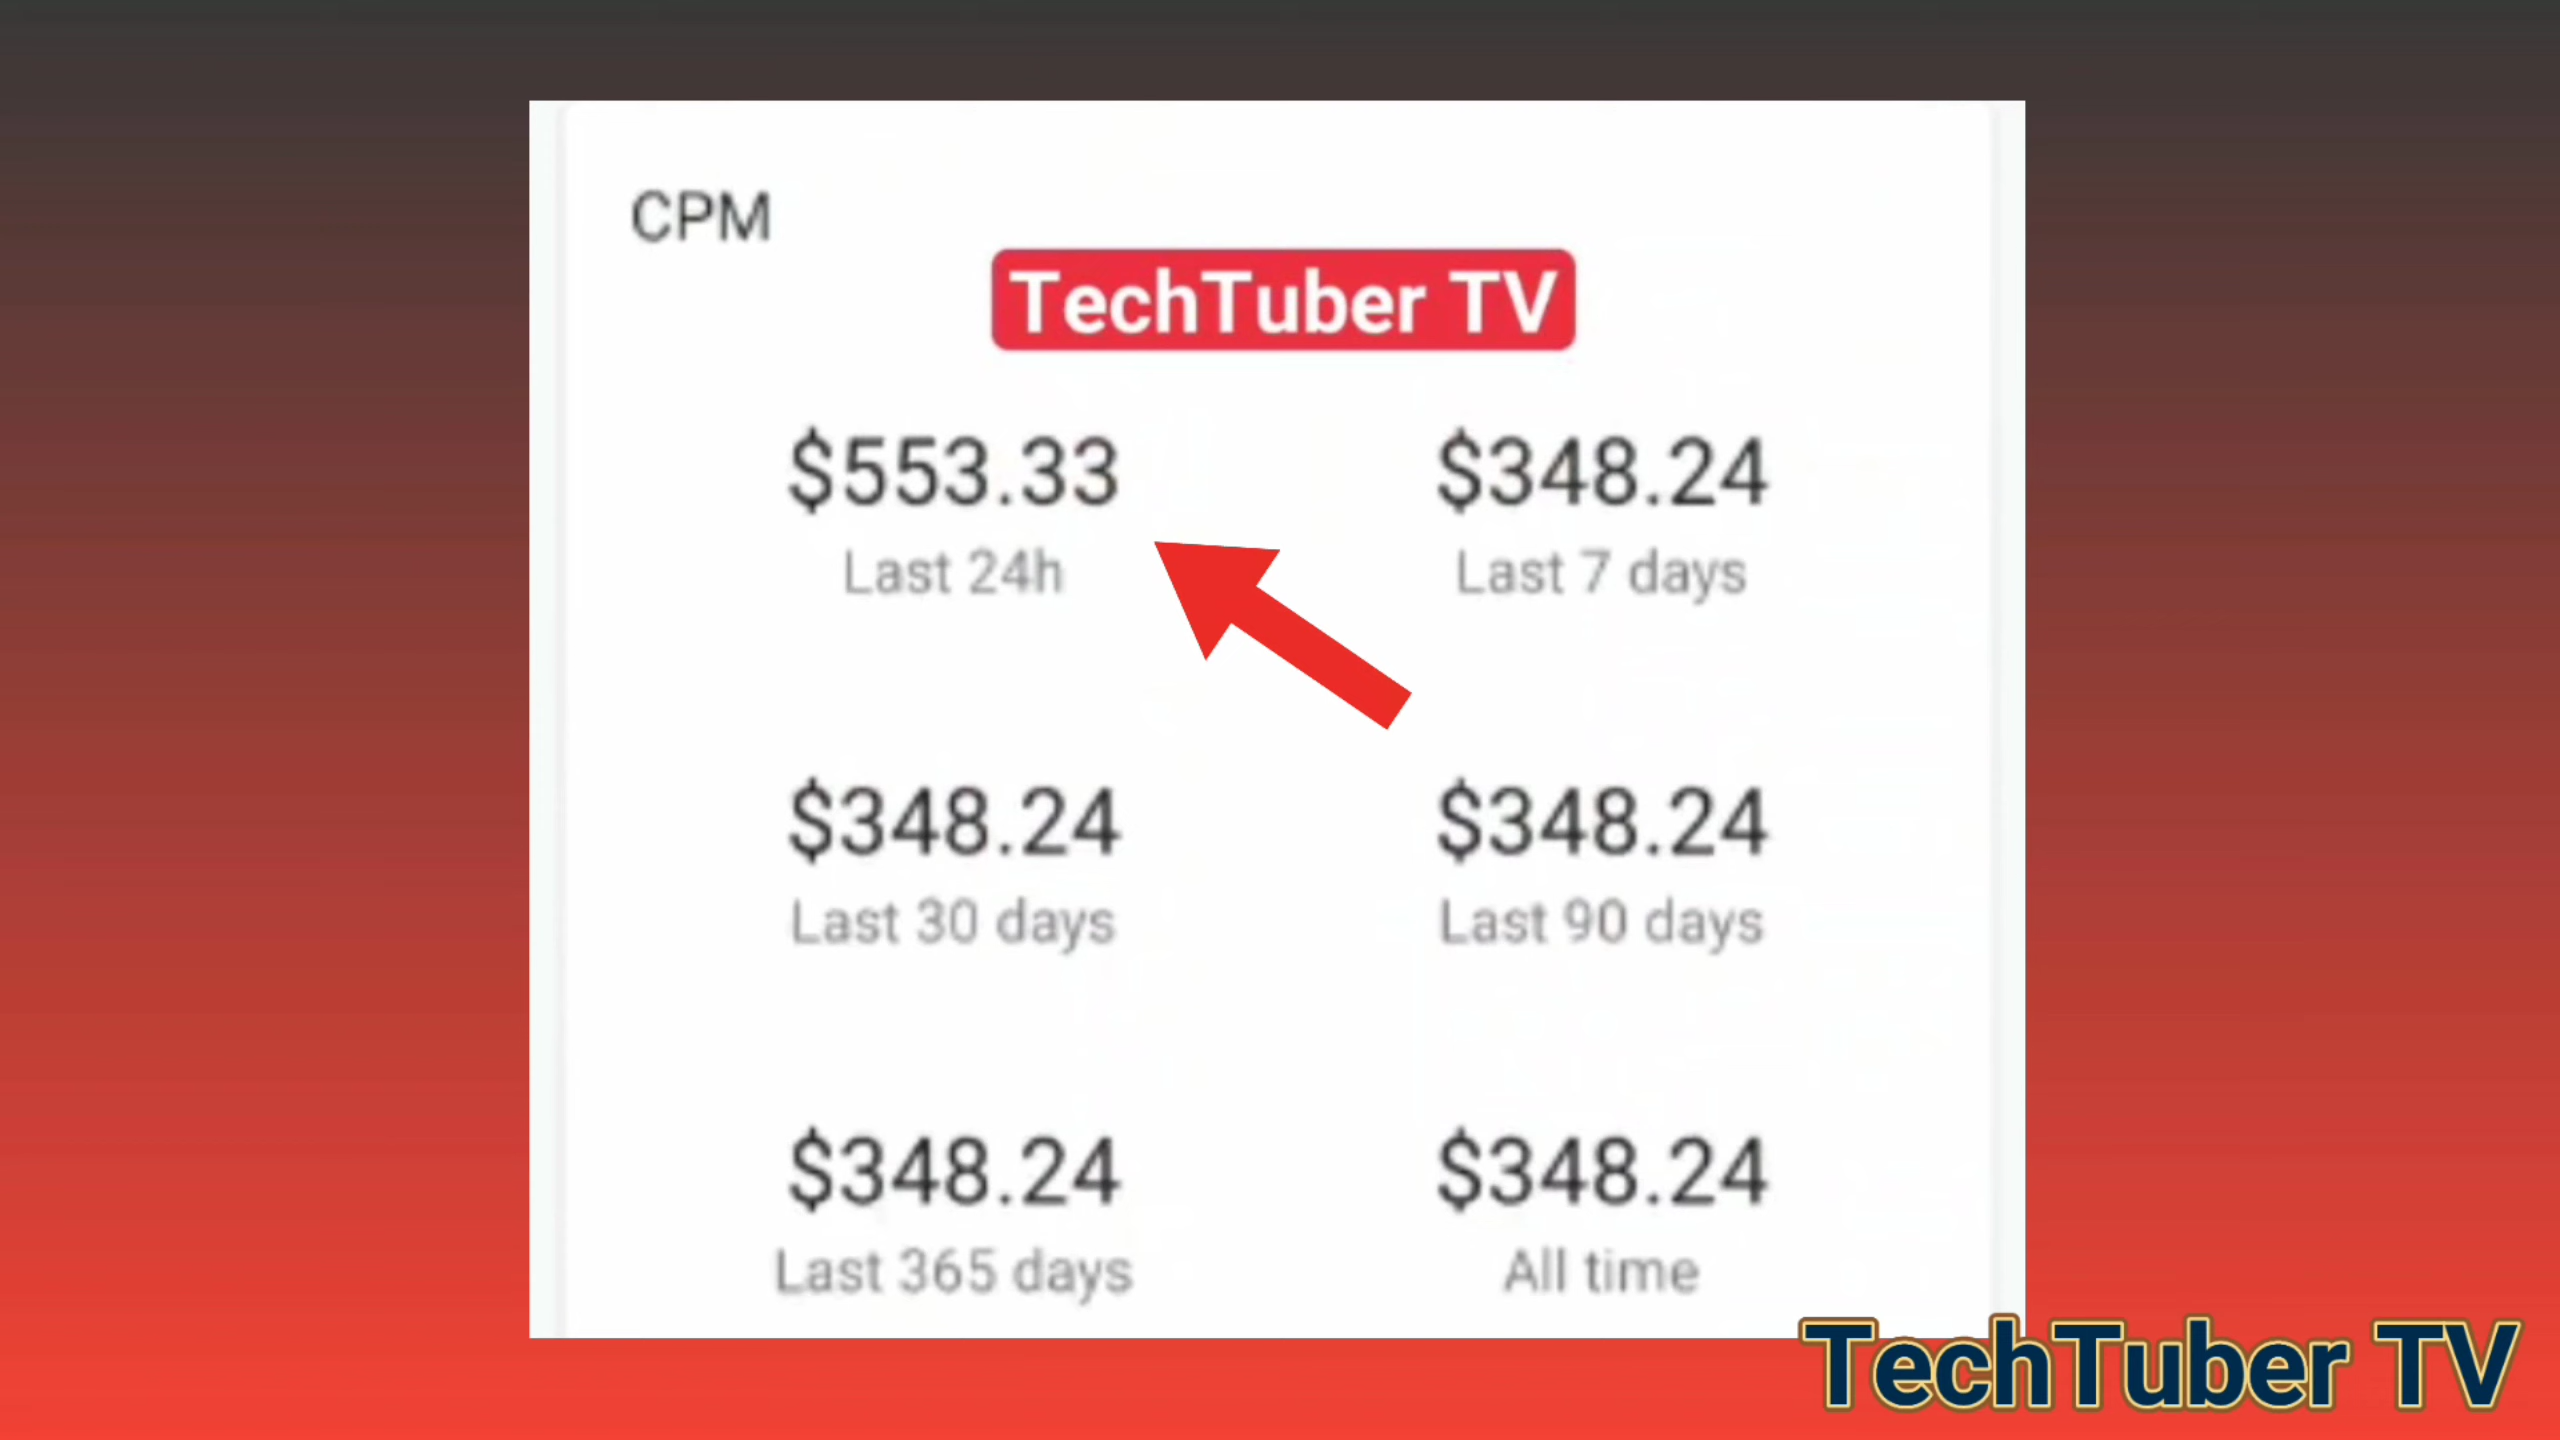 CPM
TechTuber TV
$553.33
Last 24h
$348.24
Last 7 days
$348.24
Last 30 days
$348.24
Last 90 days
$348.24
Last 365 days
$348.24
All time
TechTuber TV